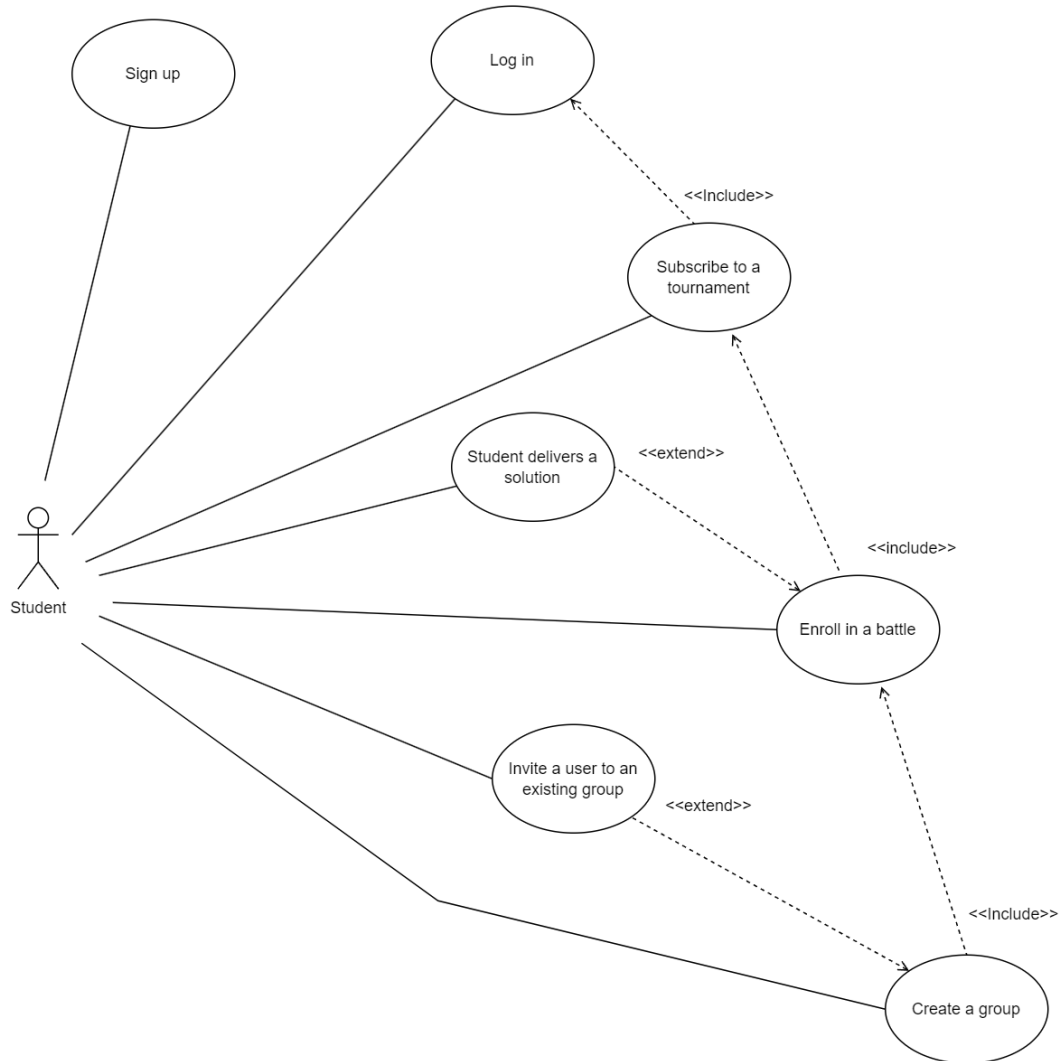 Sign up
Log in
<<Include>>
Subscribe to a
tournament
Student delivers a
solution
<<extend>>
<<include>>
Student
Enroll in a battle
Invite a user to an
existing group
<<extend>>
<<Include>>
Create a group